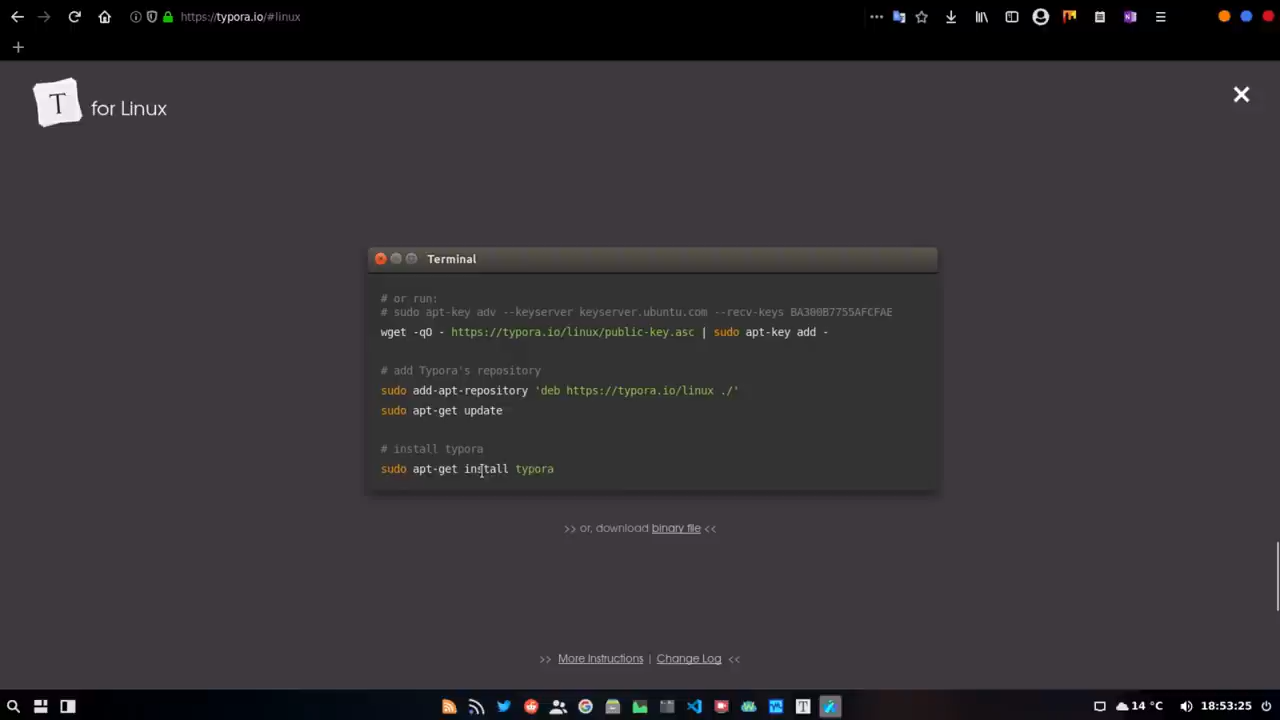 https://typora.io/#linux
T for Linux
Terminal
# or run:
# sudo apt-key adv --keyserver keyserver.ubuntu.com --recv-keys BA300B7755AFCFAE
wget -qO - https://typora.io/linux/public-key.asc | sudo apt-key add -
# add Typora's repository
sudo add-apt-repository 'deb https://typora.io/linux ./'
sudo apt-get update
# install typora
sudo apt-get install typora
>> or, download binary file <<
>> More Instructions | Change Log <<
14 °C 18:53:25